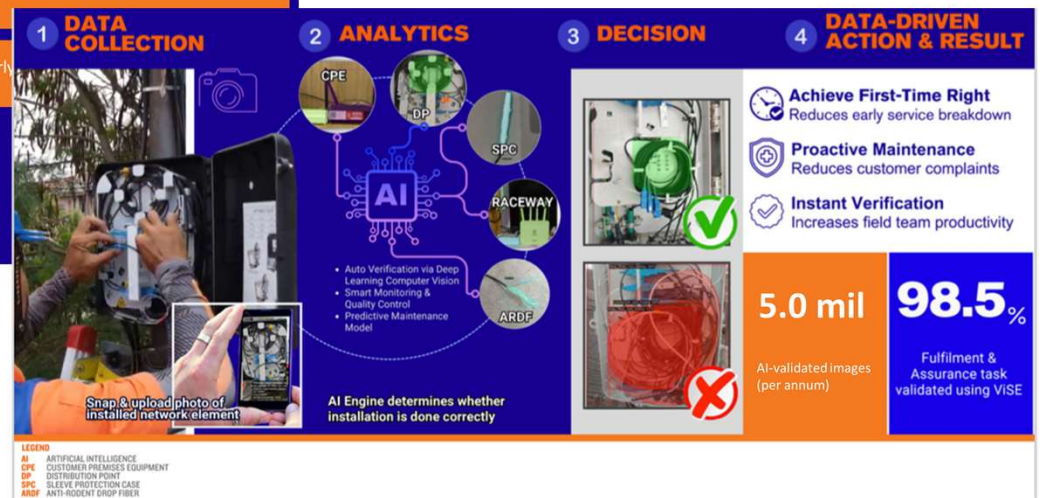 rly
1 DATA
COLLECTION
Snap & upload photo of
installed network element
2 ANALYTICS
CPE
DP
SPC
AI
RACEWAY
ARDF
• Auto Verification via Deep
Learning Computer Vision
• Smart Monitoring &
Quality Control
• Predictive Maintenance
Model
AI Engine determines whether
installation is done correctly
3 DECISION
4 DATA-DRIVEN
ACTION & RESULT
Achieve First-Time Right
Reduces early service breakdown
Proactive Maintenance
Reduces customer complaints
Instant Verification
Increases field team productivity
5.0 mil
AI-validated images
(per annum)
98.5%
Fulfilment &
Assurance task
validated using ViSE
LEGEND
AI ARTIFICIAL INTELLIGENCE
CPE CUSTOMER PREMISES EQUIPMENT
DP DISTRIBUTION POINT
SPC SLEEVE PROTECTION CASE
ARDF ANTI-RODENT DROP FIBER